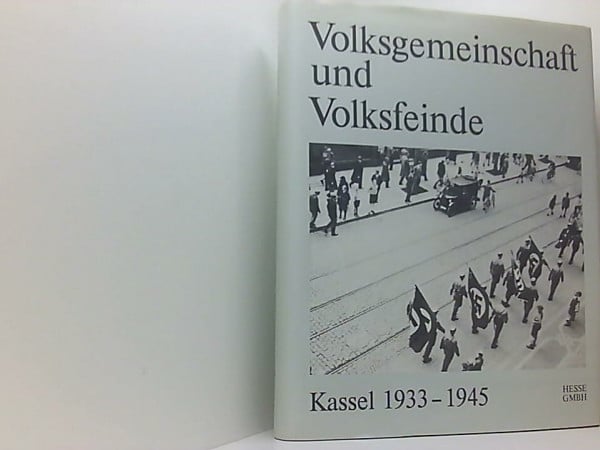 Volksgemeinschaft
und
Volksfeinde
Kassel 1933 – 1945
HESSE
GMBH